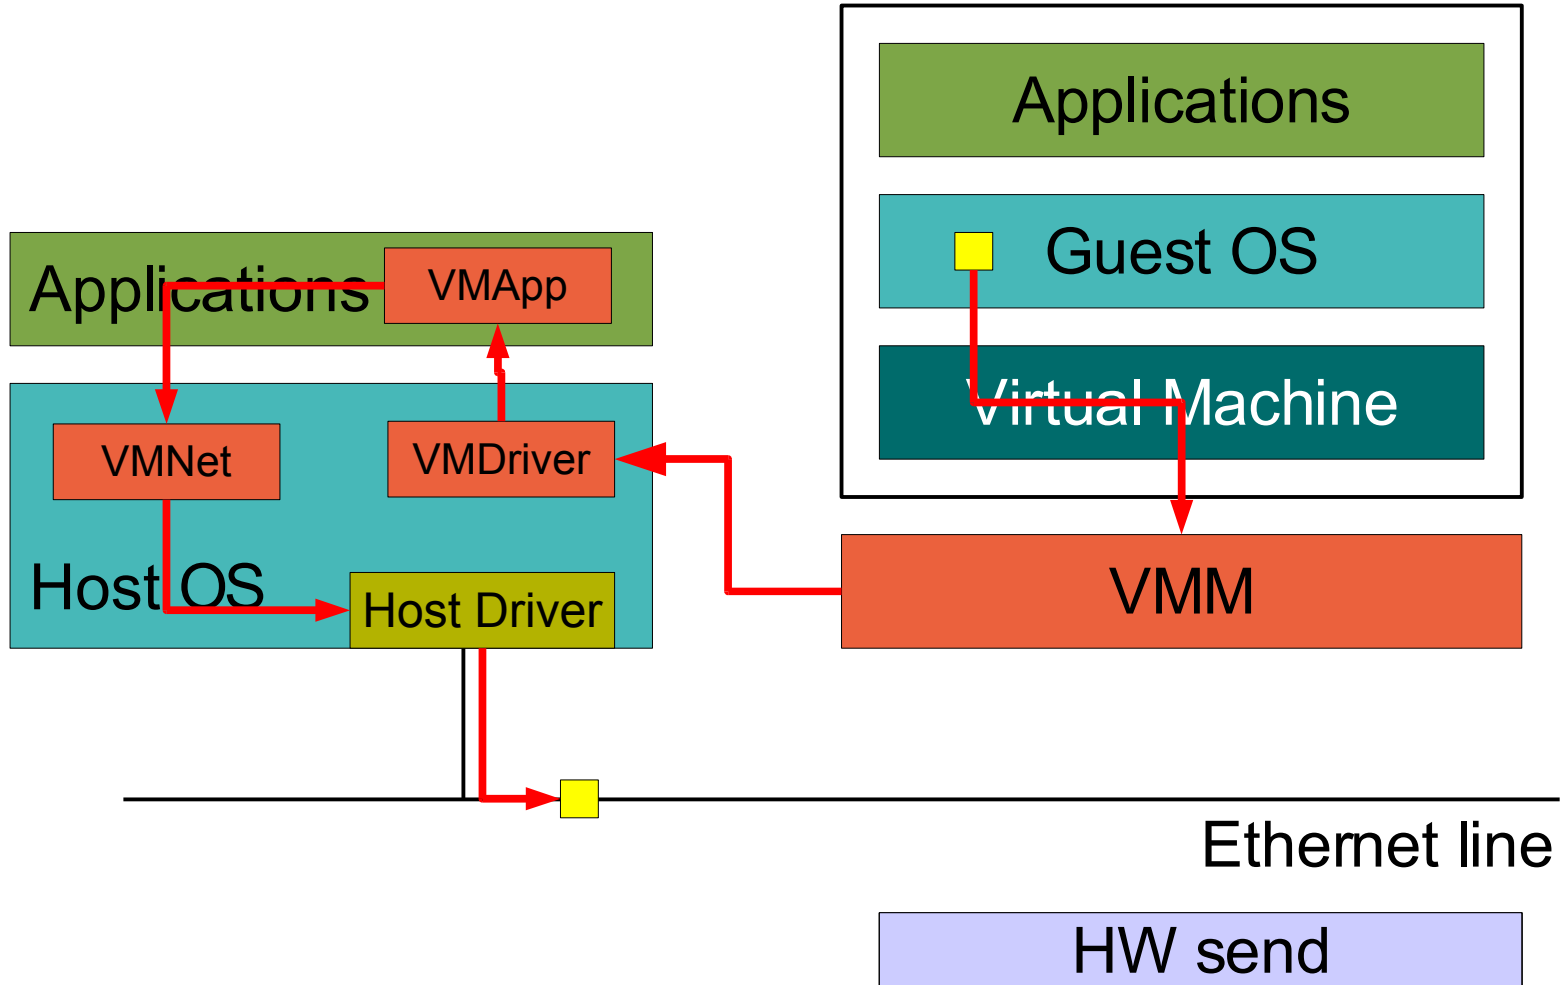 Applications
Guest OS
Virtual Machine
VMM
Applications
VMApp
VMNet
VMDriver
Host OS
Host Driver
Ethernet line
HW send